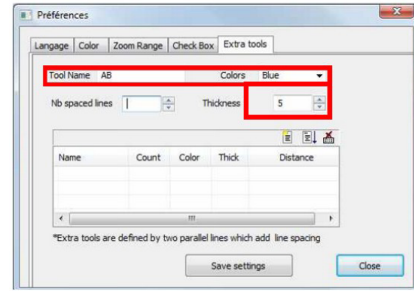 Préférences
Langage Color Zoom Range Check Box Extra tools
Tool Name AB Colors Blue
Nb spaced lines Thickness 5
Name Count Color Thick Distance
*Extra tools are defined by two parallel lines which add line spacing
Save settings Close